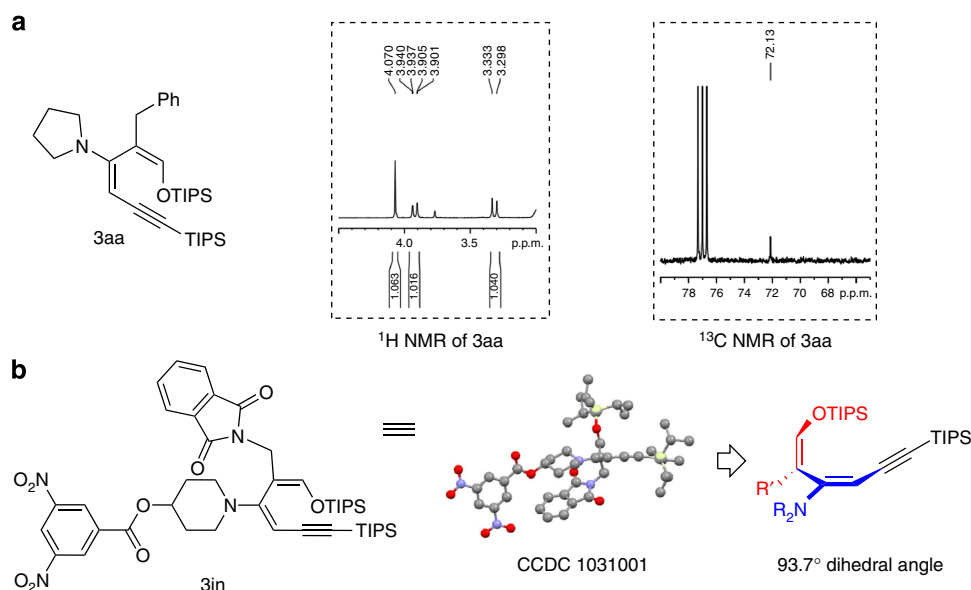 a
Ph
N
OTIPS
TIPS
3aa
4.070
3.940
3.937
3.905
3.901
3.333
3.298
4.0
3.5
p.p.m.
1.063
1.016
1.040
1H NMR of 3aa
72.13
78
76
74
72
70
68
p.p.m.
13C NMR of 3aa
b
O
N
O
O2N
O
N
OTIPS
TIPS
O
NO2
3in
CCDC 1031001
OTIPS
TIPS
R
R2N
93.7° dihedral angle